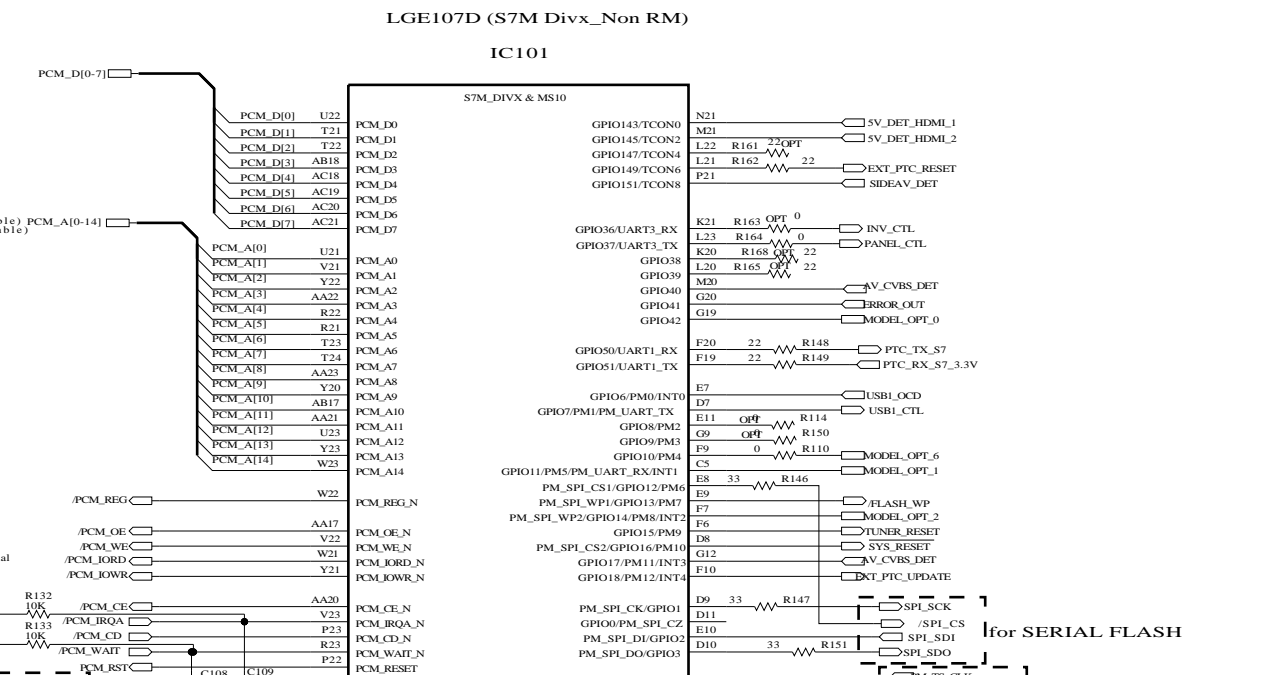 LGE107D (S7M Divx_Non RM)
IC101
S7M_DIVX & MS10
PCM_D[0-7]
PCM_D[0] U22 PCM_D0
PCM_D[1] T21 PCM_D1
PCM_D[2] T22 PCM_D2
PCM_D[3] AB18 PCM_D3
PCM_D[4] AC18 PCM_D4
PCM_D[5] AC19 PCM_D5
PCM_D[6] AC20 PCM_D6
PCM_D[7] AC21 PCM_D7
PCM_A[0-14]
PCM_A[0] U21 PCM_A0
PCM_A[1] V21 PCM_A1
PCM_A[2] Y22 PCM_A2
PCM_A[3] AA22 PCM_A3
PCM_A[4] R22 PCM_A4
PCM_A[5] R21 PCM_A5
PCM_A[6] T23 PCM_A6
PCM_A[7] T24 PCM_A7
PCM_A[8] AA23 PCM_A8
PCM_A[9] Y20 PCM_A9
PCM_A[10] AB17 PCM_A10
PCM_A[11] AA21 PCM_A11
PCM_A[12] U23 PCM_A12
PCM_A[13] Y23 PCM_A13
PCM_A[14] W23 PCM_A14
/PCM_REG W22 PCM_REG_N
/PCM_OE AA17 PCM_OE_N
/PCM_WE V22 PCM_WE_N
/PCM_IORD W21 PCM_IORD_N
/PCM_IOWR Y21 PCM_IOWR_N
R132 10K
/PCM_CE AA20 PCM_CE_N
/PCM_IRQA V23 PCM_IRQA_N
R133 10K
/PCM_CD P23 PCM_CD_N
/PCM_WAIT R23 PCM_WAIT_N
PCM_RST P22 PCM_RESET
C108 C109
GPIO143/TCON0 N21 5V_DET_HDMI_1
GPIO145/TCON2 M21 5V_DET_HDMI_2
GPIO147/TCON4 L22 R161 22 OPT
GPIO149/TCON6 L21 R162 22 EXT_PTC_RESET
GPIO151/TCON8 P21 SIDEAV_DET
GPIO36/UART3_RX K21 R163 OPT 0 INV_CTL
GPIO37/UART3_TX L23 R164 0 PANEL_CTL
GPIO38 K20 R168 OPT 22
GPIO39 L20 R165 OPT 22
GPIO40 M20 AV_CVBS_DET
GPIO41 G20 ERROR_OUT
GPIO42 G19 MODEL_OPT_0
GPIO50/UART1_RX F20 22 R148 PTC_TX_S7
GPIO51/UART1_TX F19 22 R149 PTC_RX_S7_3.3V
GPIO6/PM0/INT0 E7 USB1_OCD
GPIO7/PM1/PM_UART_TX D7 USB1_CTL
GPIO8/PM2 E11 OPT 0 R114
GPIO9/PM3 G9 OPT 0 R150
GPIO10/PM4 F9 0 R110 MODEL_OPT_6
GPIO11/PM5/PM_UART_RX/INT1 C5 MODEL_OPT_1
PM_SPI_CS1/GPIO12/PM6 E8 33 R146
PM_SPI_WP1/GPIO13/PM7 E9 /FLASH_WP
PM_SPI_WP2/GPIO14/PM8/INT2 F7 MODEL_OPT_2
GPIO15/PM9 F6 TUNER_RESET
PM_SPI_CS2/GPIO16/PM10 D8 SYS_RESET
GPIO17/PM11/INT3 G12 AV_CVBS_DET
GPIO18/PM12/INT4 F10 EXT_PTC_UPDATE
PM_SPI_CK/GPIO1 D9 33 R147 SPI_SCK
GPIO0/PM_SPI_CZ D11 /SPI_CS
PM_SPI_DI/GPIO2 E10 SPI_SDI
PM_SPI_DO/GPIO3 D10 33 R151 SPI_SDO
for SERIAL FLASH